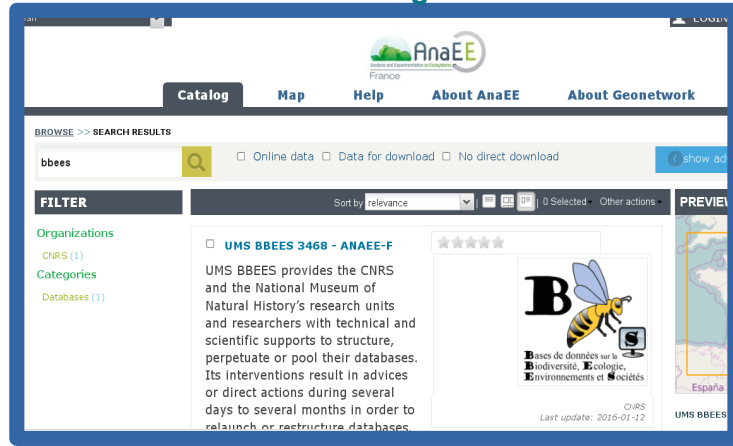 LOGIN
AnaEE
Analysis and Experimentation on Ecosystems
France
Catalog Map Help About AnaEE About Geonetwork
BROWSE >> SEARCH RESULTS
bbees
Online data Data for download No direct download
show ad
FILTER
Sort by relevance
0 Selected Other actions
PREVIEW
Organizations
CNRS (1)
Categories
Databases (1)
UMS BBEES 3468 - ANAEE-F
UMS BBEES provides the CNRS
and the National Museum of
Natural History's research units
and researchers with technical and
scientific supports to structure,
perpetuate or pool their databases.
Its interventions result in advices
or direct actions during several
days to several months in order to
relaunch or restructure databases,
B
S
Bases de données sur la
Biodiversité, Ecologie,
Environnements et Sociétés
CNRS
Last update: 2016-01-12
España
UMS BBEES